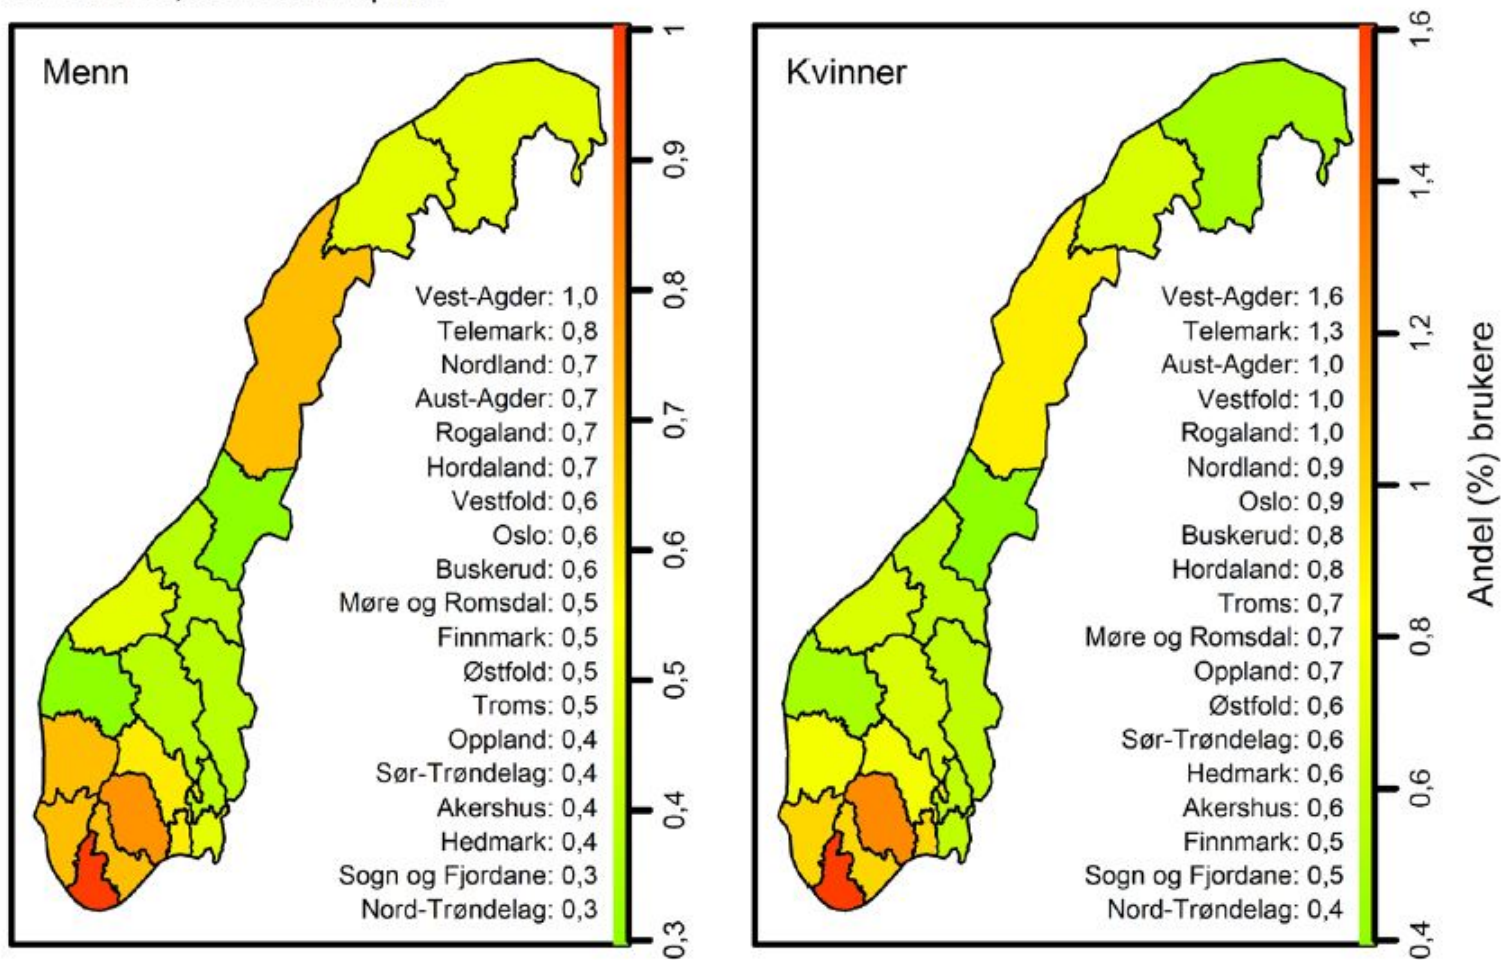 Menn
Vest-Agder: 1,0
Telemark: 0,8
Nordland: 0,7
Aust-Agder: 0,7
Rogaland: 0,7
Hordaland: 0,7
Vestfold: 0,6
Oslo: 0,6
Buskerud: 0,6
Møre og Romsdal: 0,5
Finnmark: 0,5
Østfold: 0,5
Troms: 0,5
Oppland: 0,4
Sør-Trøndelag: 0,4
Akershus: 0,4
Hedmark: 0,4
Sogn og Fjordane: 0,3
Nord-Trøndelag: 0,3
1
0,9
0,8
0,7
0,6
0,5
0,4
0,3
Kvinner
Vest-Agder: 1,6
Telemark: 1,3
Aust-Agder: 1,0
Vestfold: 1,0
Rogaland: 1,0
Nordland: 0,9
Oslo: 0,9
Buskerud: 0,8
Hordaland: 0,8
Troms: 0,7
Møre og Romsdal: 0,7
Oppland: 0,7
Østfold: 0,6
Sør-Trøndelag: 0,6
Hedmark: 0,6
Akershus: 0,6
Finnmark: 0,5
Sogn og Fjordane: 0,5
Nord-Trøndelag: 0,4
1,6
1,4
1,2
1
0,8
0,6
0,4
Andel (%) brukere